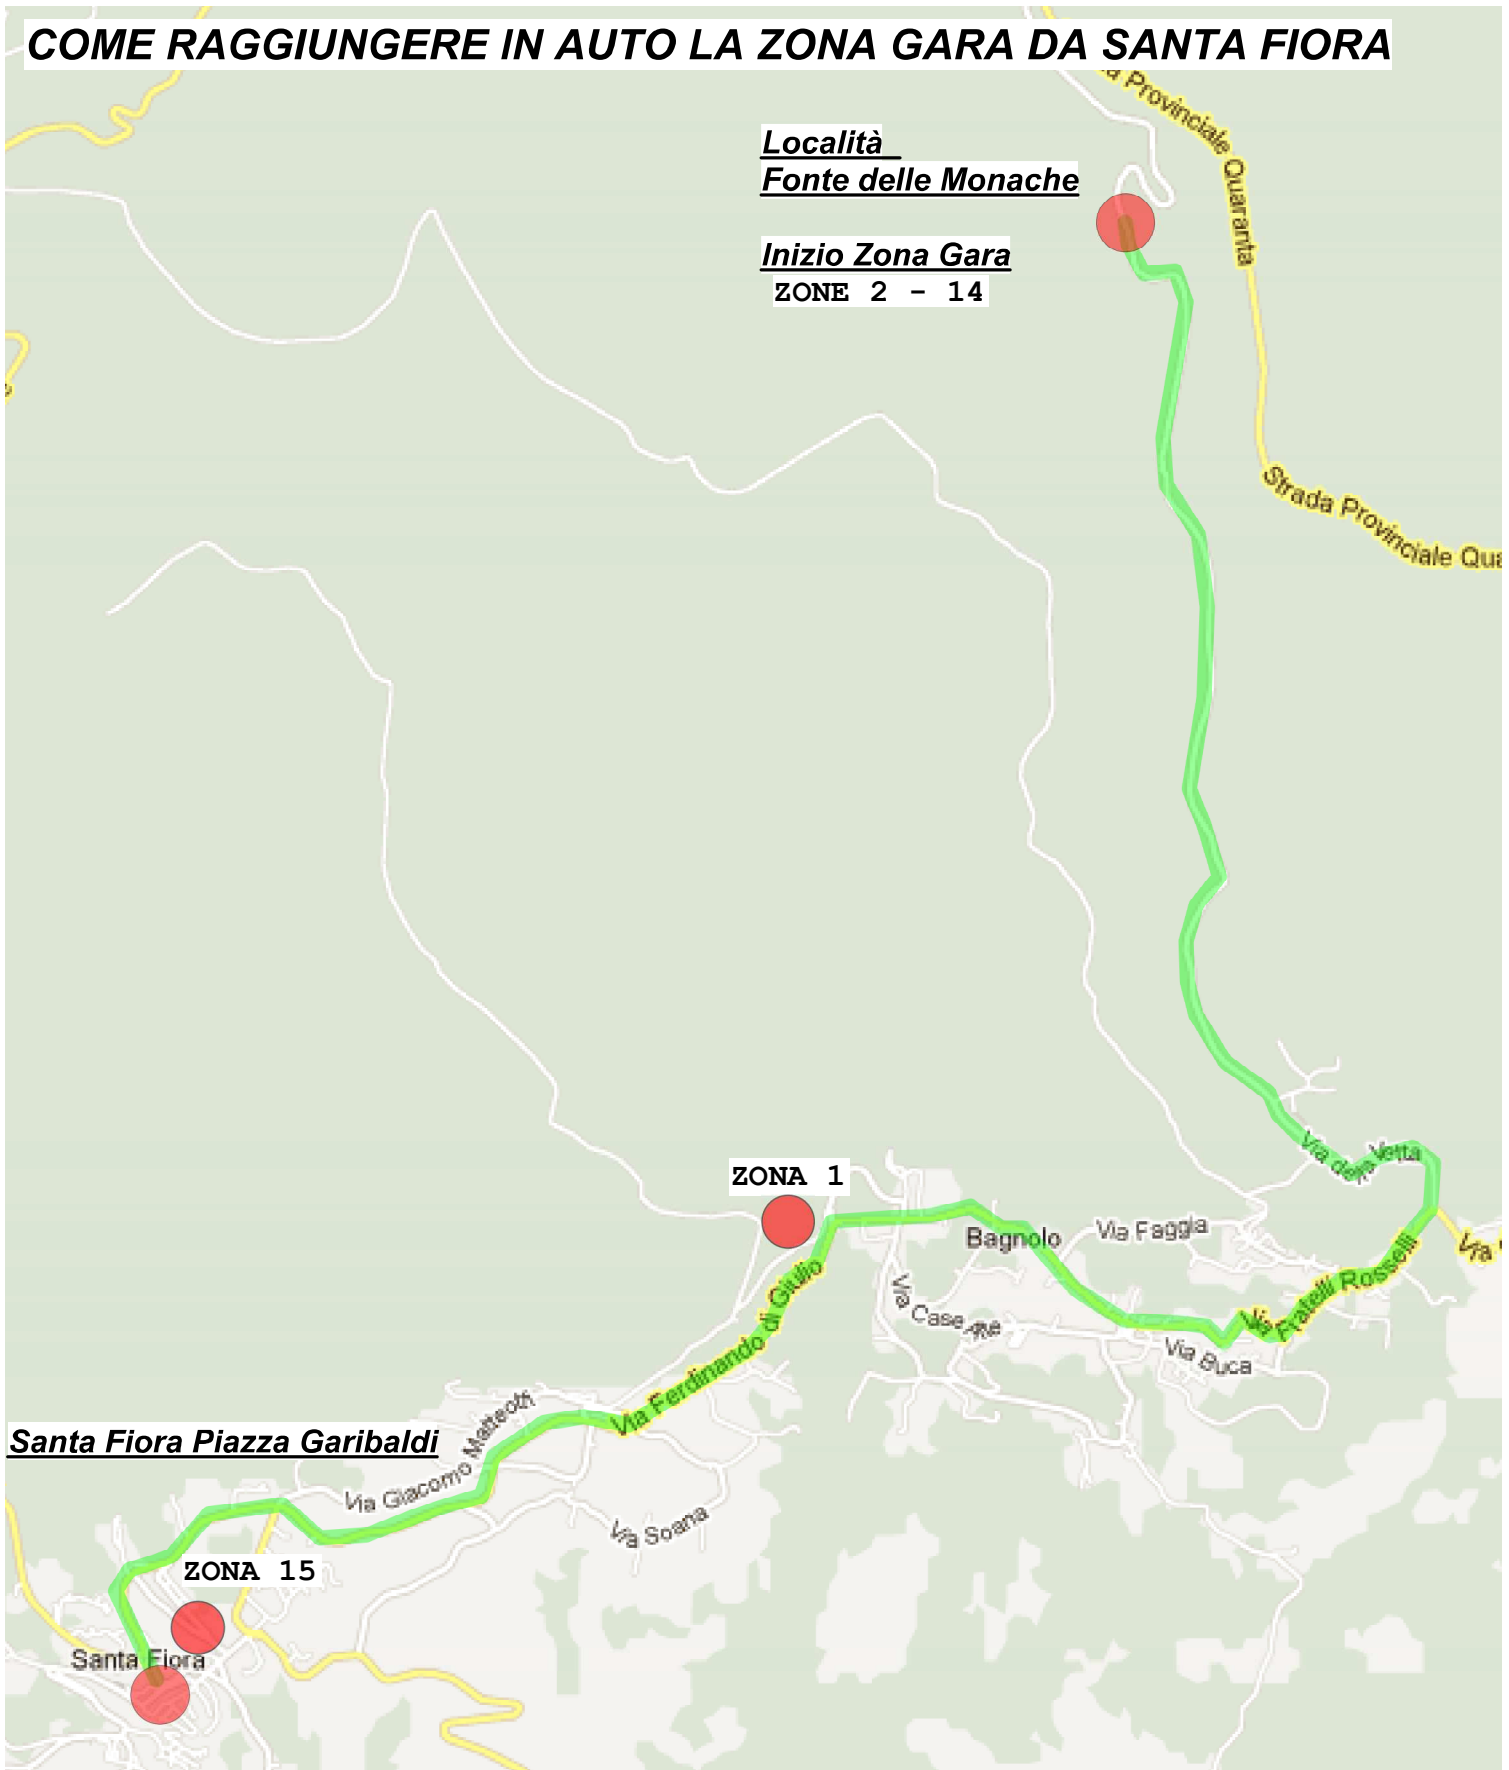 COME RAGGIUNGERE IN AUTO LA ZONA GARA DA SANTA FIORA
Provinciale Quaranta
Località
Fonte delle Monache
Inizio Zona Gara
ZONE 2 - 14
Strada Provinciale
Via della Vetta
ZONA 1
Via Faggia
Bagnolo
Via
Via Fratelli Rosselli
Via Ferdinando di Giulio
Via Case
Via Buca
Via Giacomo Matteotti
Santa Fiora Piazza Garibaldi
Via Soana
ZONA 15
Santa Fiora